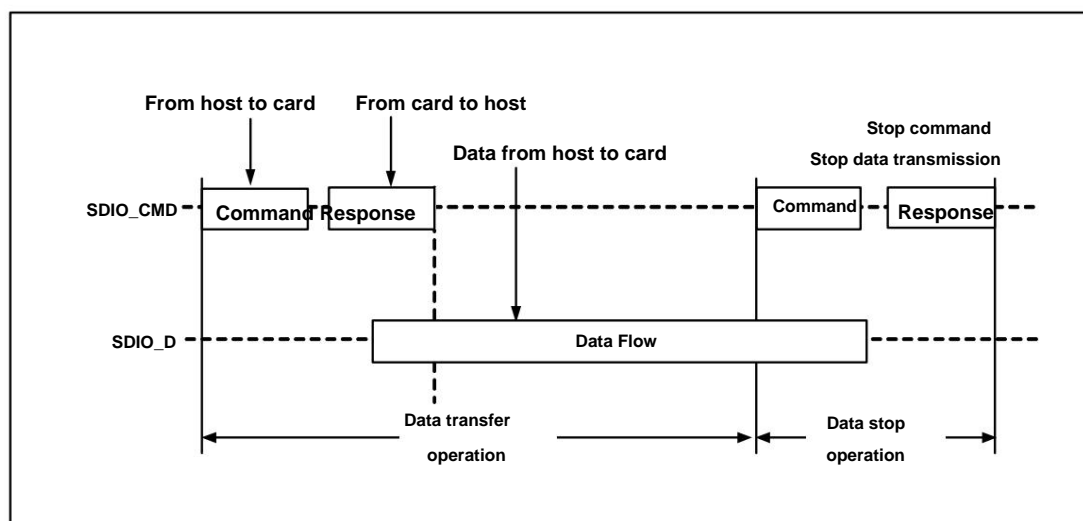 From host to card
From card to host
Stop command
Data from host to card
Stop data transmission
SDIO_CMD
Command Response
Command
Response
SDIO_D
Data Flow
Data transfer
operation
Data stop
operation